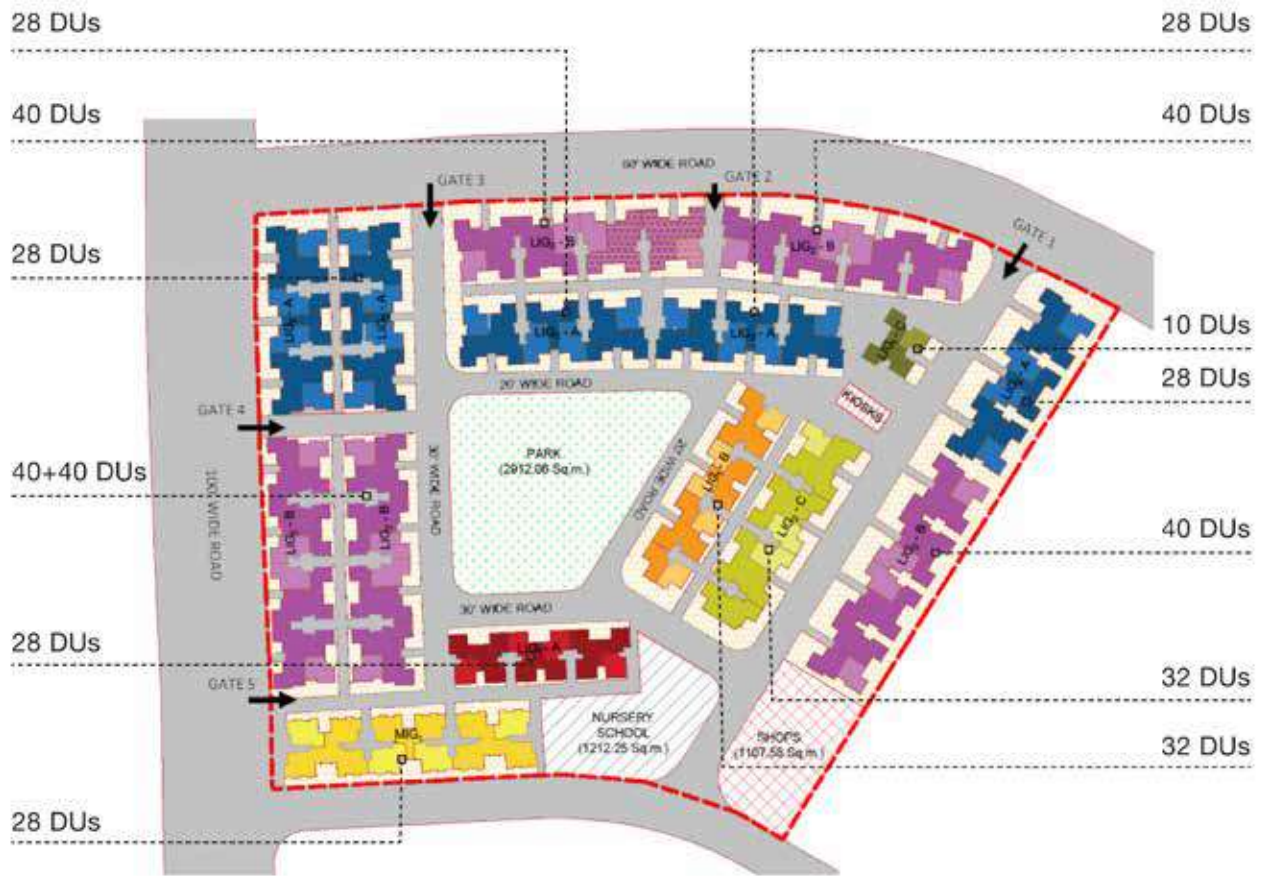 28 DUs
28 DUs
40 DUs
40 DUs
60' WIDE ROAD
GATE 3
GATE 2
GATE 1
28 DUs
10 DUs
28 DUs
20' WIDE ROAD
KIOSKS
GATE 4
PARK
(2912.06 Sq.m.)
20' WIDE ROAD
30' WIDE ROAD
100' WIDE ROAD
40+40 DUs
40 DUs
30' WIDE ROAD
28 DUs
GATE 5
32 DUs
NURSERY
SCHOOL
(1212.25 Sq.m.)
SHOPS
(1107.58 Sq.m.)
32 DUs
28 DUs